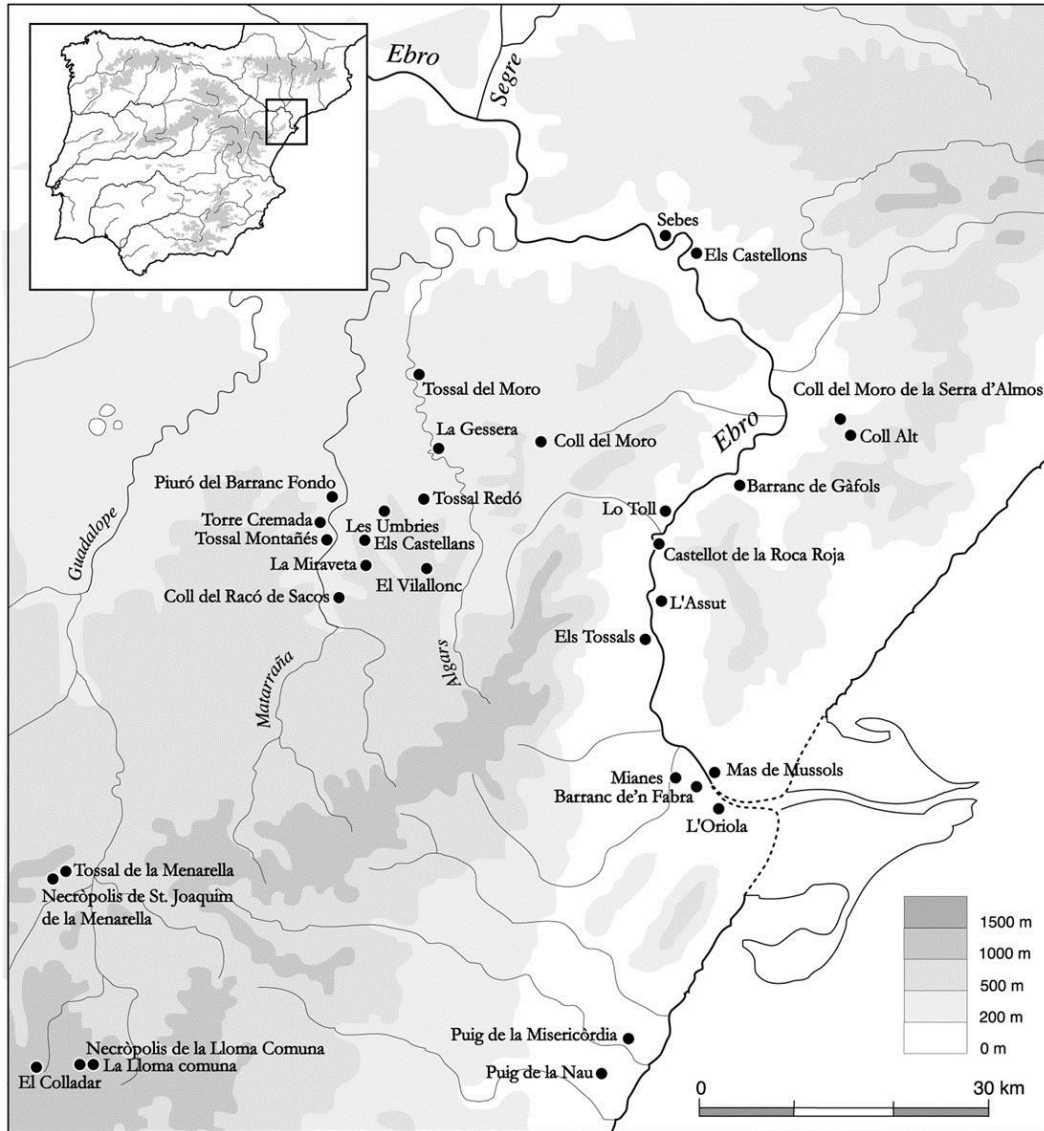 Ebro
Segre
Sebes
Els Castellons
Tossal del Moro
Coll del Moro de la Serra d'Almos
La Gessera
Coll del Moro
Ebro
Coll Alt
Piuró del Barranc Fondo
Tossal Redó
Barranc de Gàfols
Guadalope
Torre Cremada
Les Umbries
Lo Toll
Tossal Montañés
Els Castellans
Castellot de la Roca Roja
La Miraveta
El Vilallonc
Coll del Racó de Sacos
L'Assut
Els Tossals
Matarraña
Algars
Mianes
Mas de Mussols
Barranc de'n Fabra
L'Oriola
Tossal de la Menarella
Necròpolis de St. Joaquim
de la Menarella
1500 m
1000 m
500 m
200 m
0 m
Puig de la Misericòrdia
Necròpolis de la Lloma Comuna
La Lloma comuna
El Colladar
Puig de la Nau
0
30 km